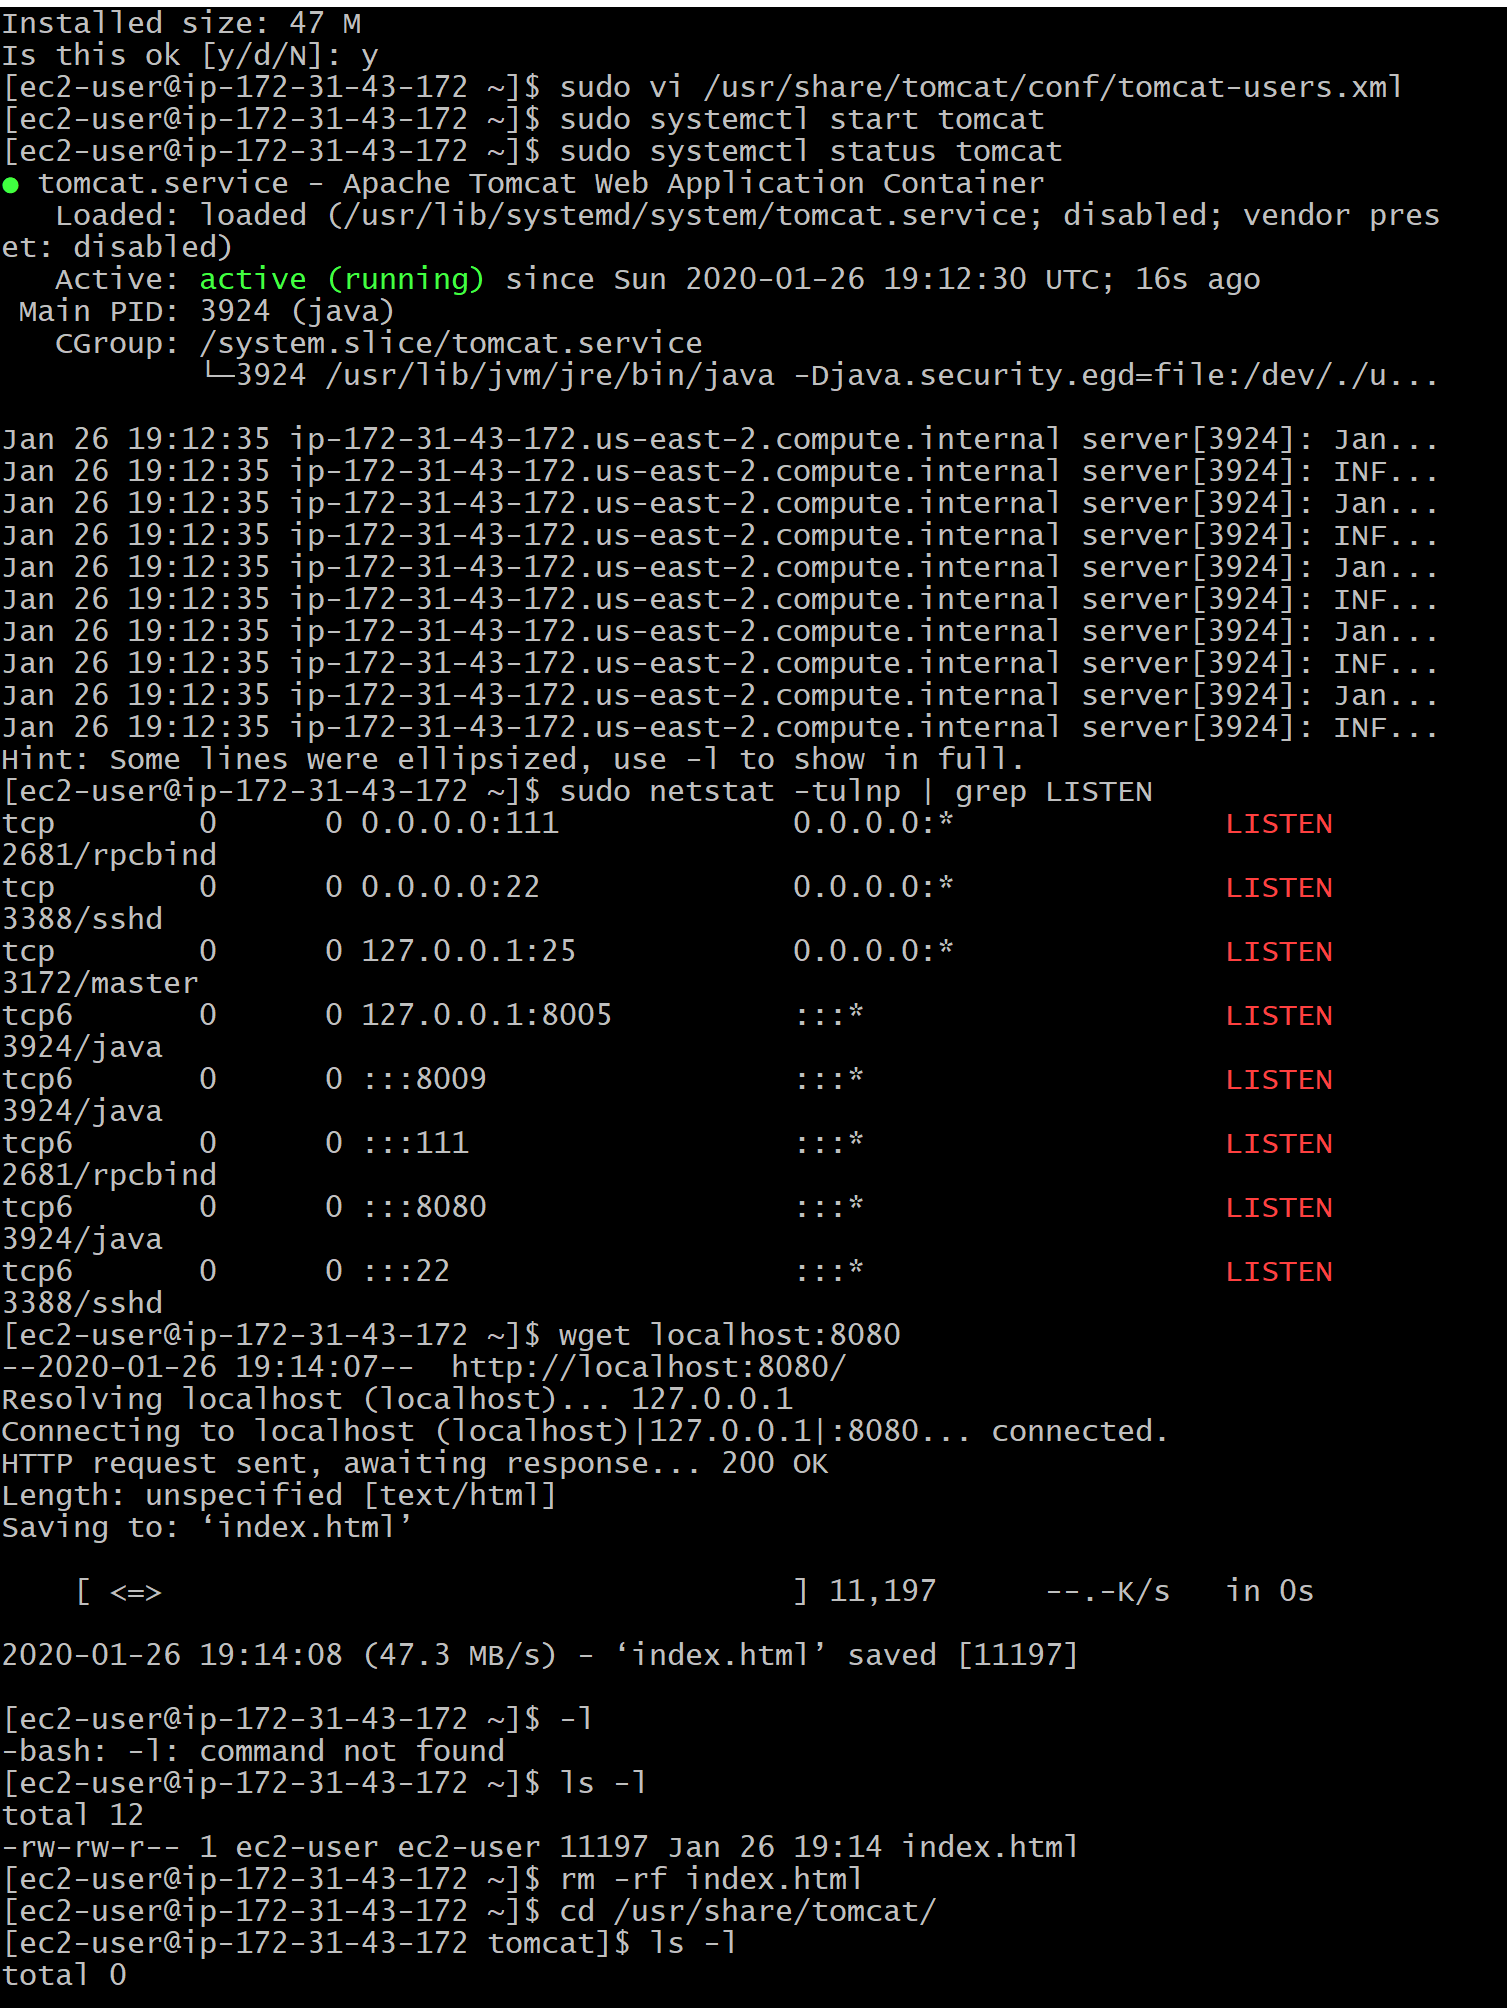 Installed size: 47 M
Is this ok [y/d/N]: y
[ec2-user@ip-172-31-43-172 ~]$ sudo vi /usr/share/tomcat/conf/tomcat-users.xml
[ec2-user@ip-172-31-43-172 ~]$ sudo systemctl start tomcat
[ec2-user@ip-172-31-43-172 ~]$ sudo systemctl status tomcat
● tomcat.service - Apache Tomcat Web Application Container
   Loaded: loaded (/usr/lib/systemd/system/tomcat.service; disabled; vendor pres
et: disabled)
   Active: active (running) since Sun 2020-01-26 19:12:30 UTC; 16s ago
 Main PID: 3924 (java)
   CGroup: /system.slice/tomcat.service
           └─3924 /usr/lib/jvm/jre/bin/java -Djava.security.egd=file:/dev/./u...

Jan 26 19:12:35 ip-172-31-43-172.us-east-2.compute.internal server[3924]: Jan...
Jan 26 19:12:35 ip-172-31-43-172.us-east-2.compute.internal server[3924]: INF...
Jan 26 19:12:35 ip-172-31-43-172.us-east-2.compute.internal server[3924]: Jan...
Jan 26 19:12:35 ip-172-31-43-172.us-east-2.compute.internal server[3924]: INF...
Jan 26 19:12:35 ip-172-31-43-172.us-east-2.compute.internal server[3924]: Jan...
Jan 26 19:12:35 ip-172-31-43-172.us-east-2.compute.internal server[3924]: INF...
Jan 26 19:12:35 ip-172-31-43-172.us-east-2.compute.internal server[3924]: Jan...
Jan 26 19:12:35 ip-172-31-43-172.us-east-2.compute.internal server[3924]: INF...
Jan 26 19:12:35 ip-172-31-43-172.us-east-2.compute.internal server[3924]: Jan...
Jan 26 19:12:35 ip-172-31-43-172.us-east-2.compute.internal server[3924]: INF...
Hint: Some lines were ellipsized, use -l to show in full.
[ec2-user@ip-172-31-43-172 ~]$ sudo netstat -tulnp | grep LISTEN
tcp        0      0 0.0.0.0:111             0.0.0.0:*               LISTEN
2681/rpcbind
tcp        0      0 0.0.0.0:22              0.0.0.0:*               LISTEN
3388/sshd
tcp        0      0 127.0.0.1:25            0.0.0.0:*               LISTEN
3172/master
tcp6       0      0 127.0.0.1:8005          :::*                    LISTEN
3924/java
tcp6       0      0 :::8009                 :::*                    LISTEN
3924/java
tcp6       0      0 :::111                  :::*                    LISTEN
2681/rpcbind
tcp6       0      0 :::8080                 :::*                    LISTEN
3924/java
tcp6       0      0 :::22                   :::*                    LISTEN
3388/sshd
[ec2-user@ip-172-31-43-172 ~]$ wget localhost:8080
--2020-01-26 19:14:07--  http://localhost:8080/
Resolving localhost (localhost)... 127.0.0.1
Connecting to localhost (localhost)|127.0.0.1|:8080... connected.
HTTP request sent, awaiting response... 200 OK
Length: unspecified [text/html]
Saving to: ‘index.html’

    [ <=>                                   ] 11,197      --.-K/s   in 0s

2020-01-26 19:14:08 (47.3 MB/s) - ‘index.html’ saved [11197]

[ec2-user@ip-172-31-43-172 ~]$ -l
-bash: -l: command not found
[ec2-user@ip-172-31-43-172 ~]$ ls -l
total 12
-rw-rw-r-- 1 ec2-user ec2-user 11197 Jan 26 19:14 index.html
[ec2-user@ip-172-31-43-172 ~]$ rm -rf index.html
[ec2-user@ip-172-31-43-172 ~]$ cd /usr/share/tomcat/
[ec2-user@ip-172-31-43-172 tomcat]$ ls -l
total 0